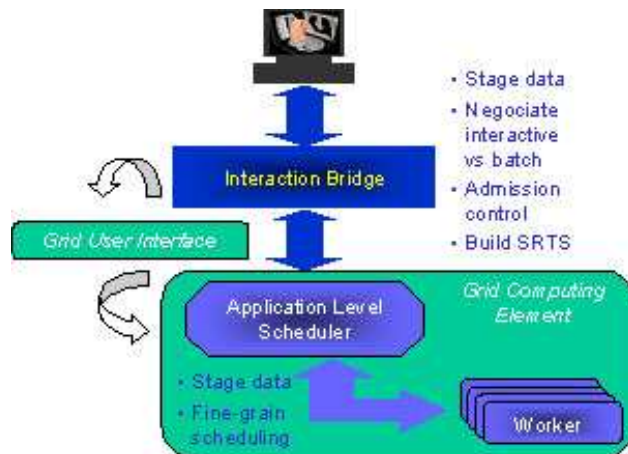 • Stage data
• Negociate
interactive
vs batch
• Admission
control
• Build SRTS
Interaction Bridge
Grid User Interface
Application Level
Scheduler
Grid Computing
Element
• Stage data
• Fine-grain
scheduling
Worker